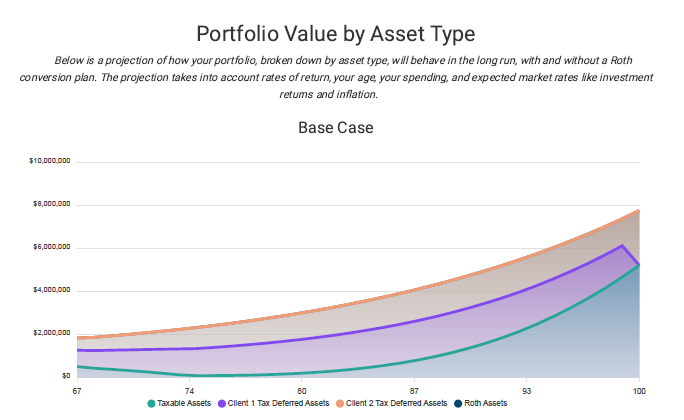 Portfolio Value by Asset Type
Below is a projection of how your portfolio, broken down by asset type, will behave in the long run, with and without a Roth
conversion plan. The projection takes into account rates of return, your age, your spending, and expected market rates like investment
returns and inflation.
Base Case
$10,000,000
$8,000,000
$6,000,000
$4,000,000
$2,000,000
$0
67 74 80 87 93 100
Taxable Assets Client 1 Tax Deferred Assets Client 2 Tax Deferred Assets Roth Assets